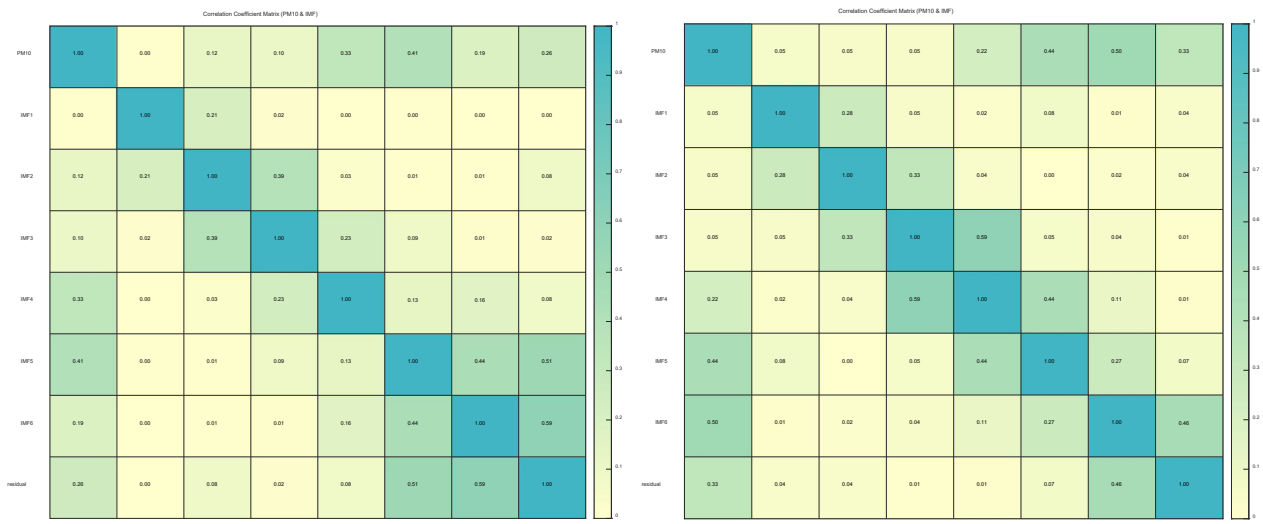 Correlation Coefficient Matrix (PM10 & IMF)
PM10 1.00 0.00 0.12 0.10 0.33 0.41 0.19 0.26
IMF1 0.00 1.00 0.21 0.02 0.00 0.00 0.00 0.00
IMF2 0.12 0.21 1.00 0.39 0.03 0.01 0.01 0.08
IMF3 0.10 0.02 0.39 1.00 0.23 0.09 0.01 0.02
IMF4 0.33 0.00 0.03 0.23 1.00 0.13 0.16 0.08
IMF5 0.41 0.00 0.01 0.09 0.13 1.00 0.44 0.51
IMF6 0.19 0.00 0.01 0.01 0.16 0.44 1.00 0.59
residual 0.26 0.00 0.08 0.02 0.08 0.51 0.59 1.00
1
0.9
0.8
0.7
0.6
0.5
0.4
0.3
0.2
0.1
0
Correlation Coefficient Matrix (PM10 & IMF)
PM10 1.00 0.05 0.05 0.05 0.22 0.44 0.50 0.33
IMF1 0.05 1.00 0.28 0.05 0.02 0.08 0.01 0.04
IMF2 0.05 0.28 1.00 0.33 0.04 0.00 0.02 0.04
IMF3 0.05 0.05 0.33 1.00 0.59 0.05 0.04 0.01
IMF4 0.22 0.02 0.04 0.59 1.00 0.44 0.11 0.01
IMF5 0.44 0.08 0.00 0.05 0.44 1.00 0.27 0.07
IMF6 0.50 0.01 0.02 0.04 0.11 0.27 1.00 0.46
residual 0.33 0.04 0.04 0.01 0.01 0.07 0.46 1.00
1
0.9
0.8
0.7
0.6
0.5
0.4
0.3
0.2
0.1
0